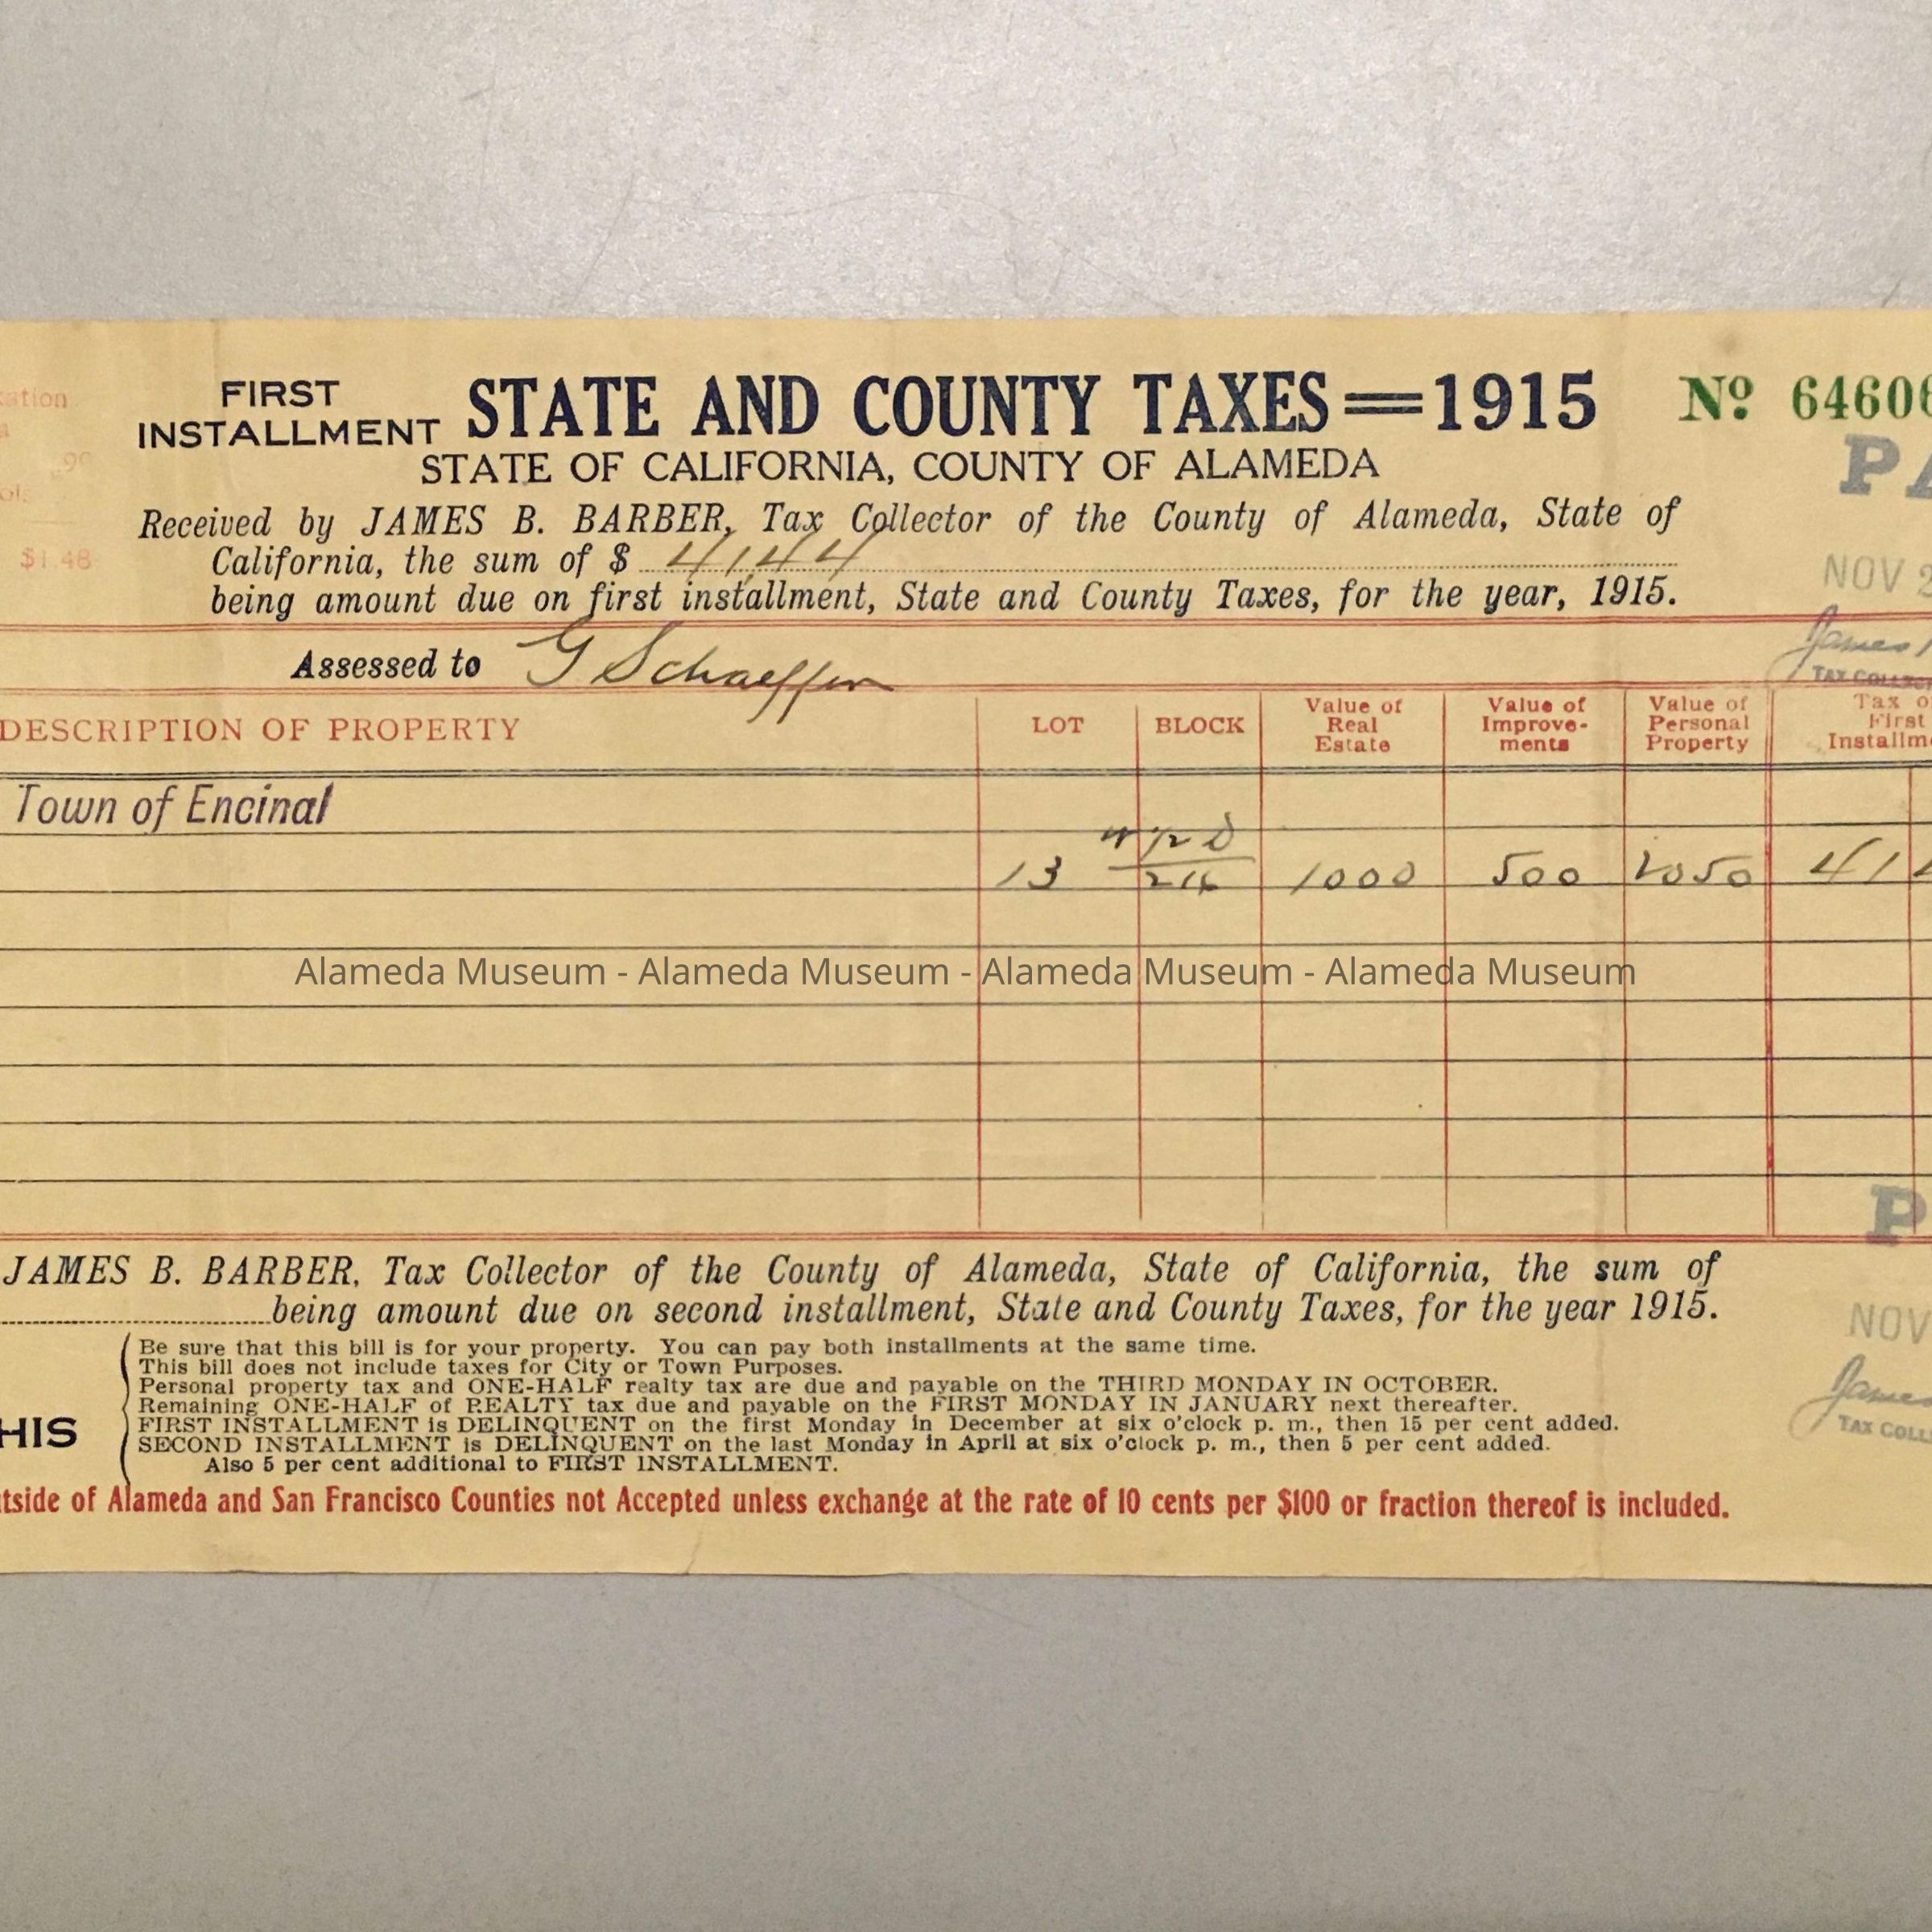 FIRST INSTALLMENT STATE AND COUNTY TAXES=1915 Nº 64606
STATE OF CALIFORNIA, COUNTY OF ALAMEDA
Received by JAMES B. BARBER, Tax Collector of the County of Alameda, State of
California, the sum of $ 41,44
being amount due on first installment, State and County Taxes, for the year, 1915.
$1.48
NOV 2
Assessed to G Schaeffer
James
TAX COLLEC
DESCRIPTION OF PROPERTY LOT BLOCK Value of Real Estate Value of Improve- ments Value of Personal Property Tax o First Installm
Town of Encinal
13 1000 500 2050 414
Alameda Museum - Alameda Museum - Alameda Museum - Alameda Museum
JAMES B. BARBER, Tax Collector of the County of Alameda, State of California, the sum of
being amount due on second installment, State and County Taxes, for the year 1915.
NOV
Be sure that this bill is for your property. You can pay both installments at the same time.
This bill does not include taxes for City or Town Purposes.
Personal property tax and ONE-HALF realty tax are due and payable on the THIRD MONDAY IN OCTOBER.
Remaining ONE-HALF of REALTY tax due and payable on the FIRST MONDAY IN JANUARY next thereafter.
HIS FIRST INSTALLMENT is DELINQUENT on the first Monday in December at six o'clock p. m., then 15 per cent added.
SECOND INSTALLMENT is DELINQUENT on the last Monday in April at six o'clock p. m., then 5 per cent added.
Also 5 per cent additional to FIRST INSTALLMENT.
James
TAX COLL
tside of Alameda and San Francisco Counties not Accepted unless exchange at the rate of 10 cents per $100 or fraction thereof is included.